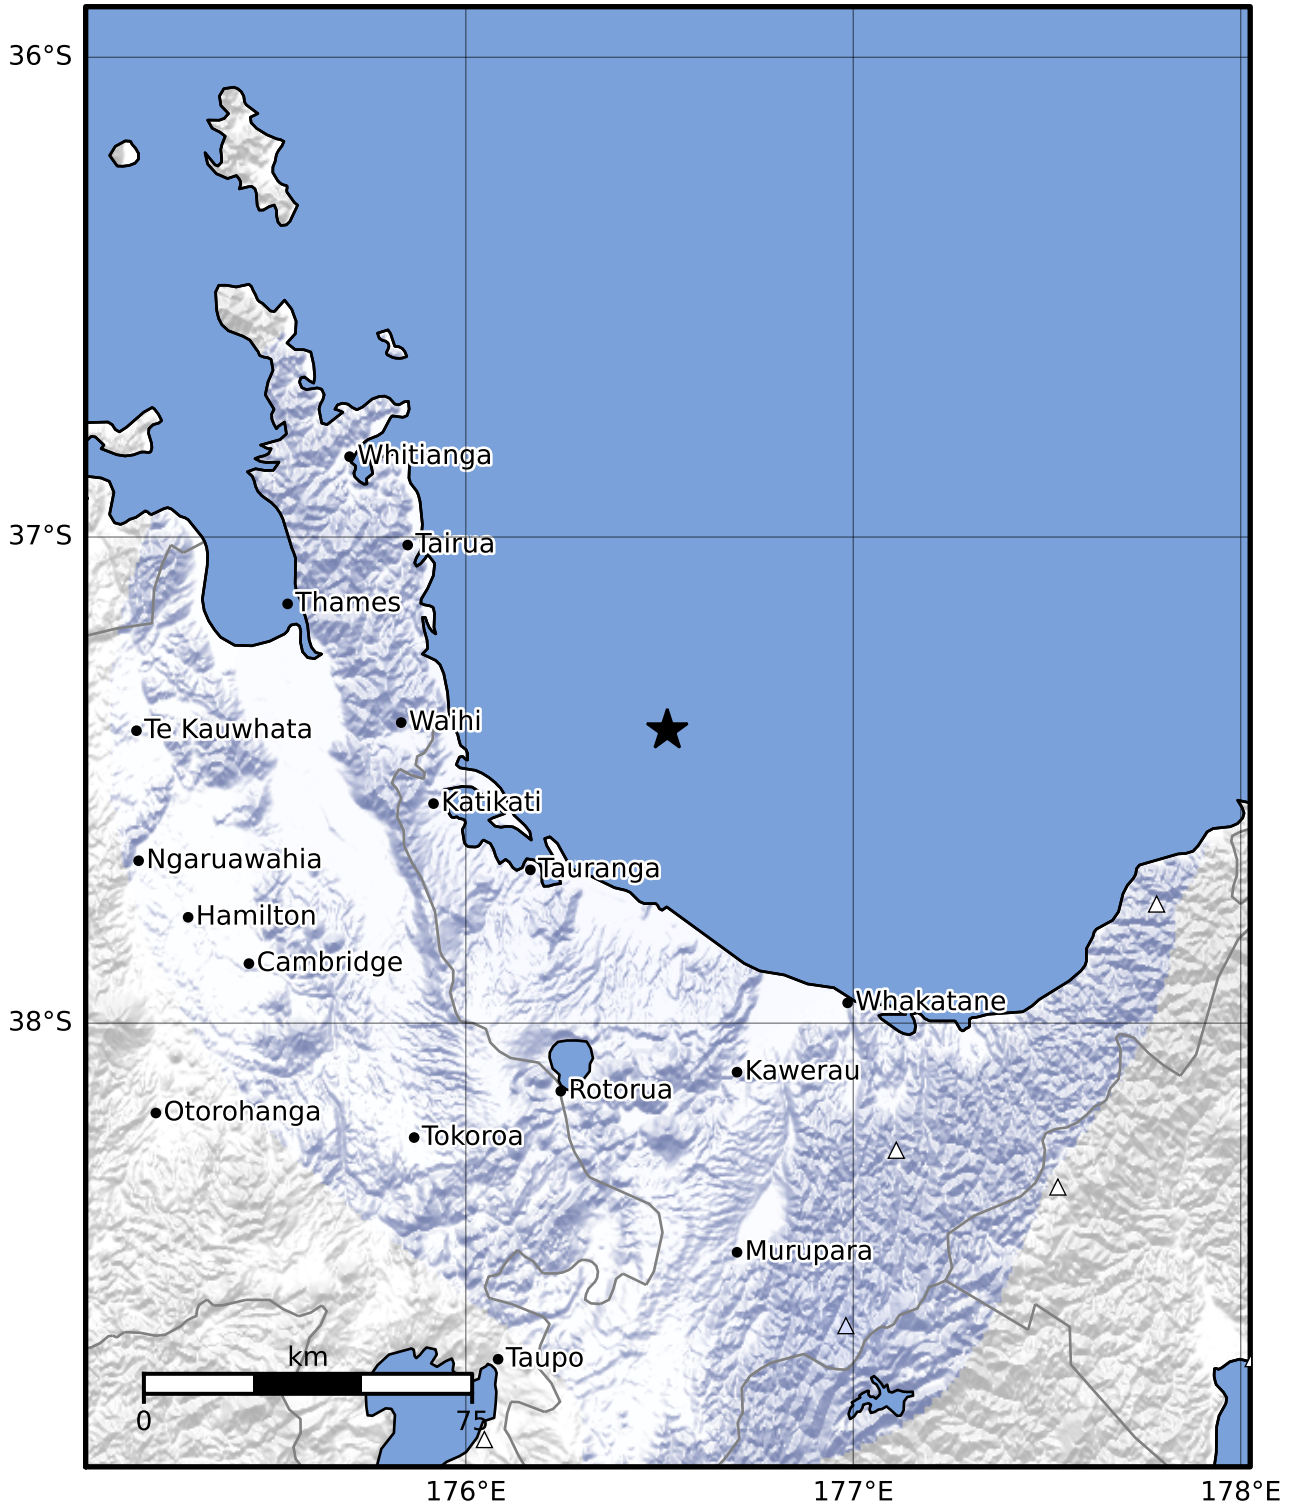 36°S
Whitianga
37°S
Tairua
Thames
Waihi
Te Kauwhata
Katikati
Ngaruawahia
Tauranga
Hamilton
Cambridge
Whakatane
38°S
Kawerau
Rotorua
Otorohanga
Tokoroa
Murupara
km
Taupo
0
75
176°E
177°E
178°E